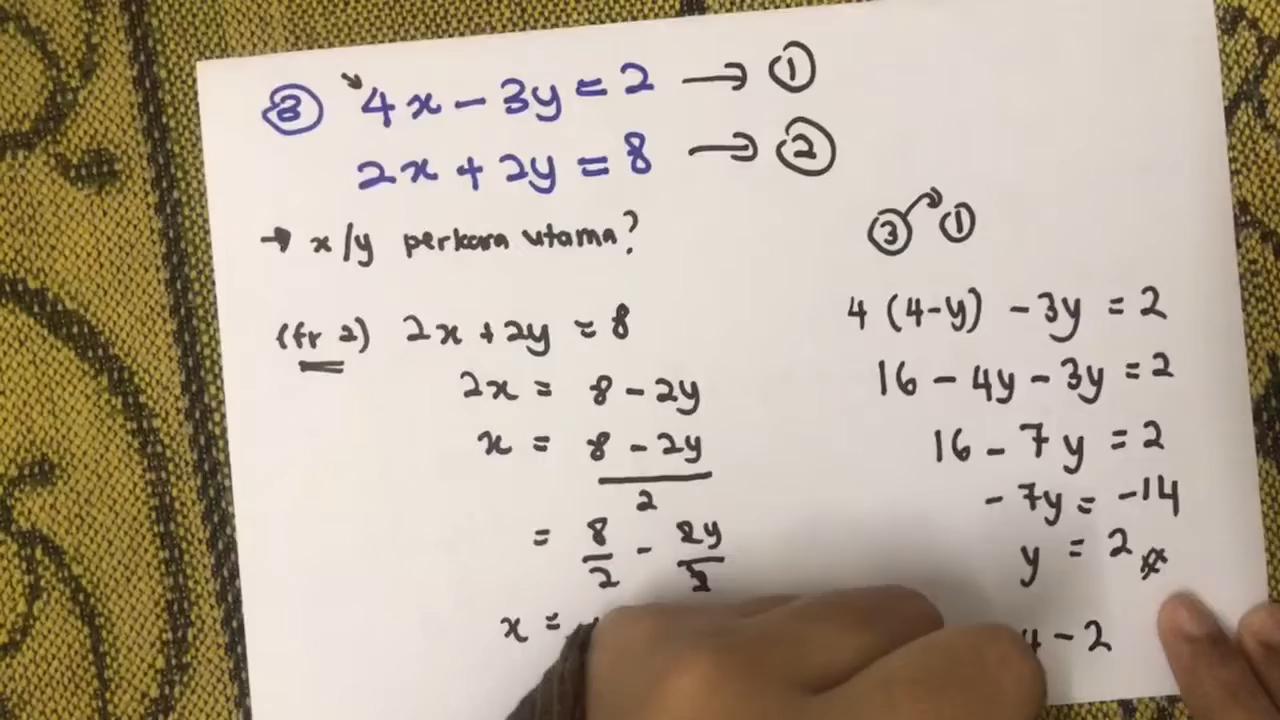 ③ 4x - 3y = 2 → ①
2x + 2y = 8 → ②
→ x/y perkara utama?
(fr 2) 2x + 2y = 8
2x = 8 - 2y
x = 8 - 2y
2
= 8/2 - 2y/2
x =
③ → ①
4 (4-y) - 3y = 2
16 - 4y - 3y = 2
16 - 7y = 2
-7y = -14
y = 2
4 - 2